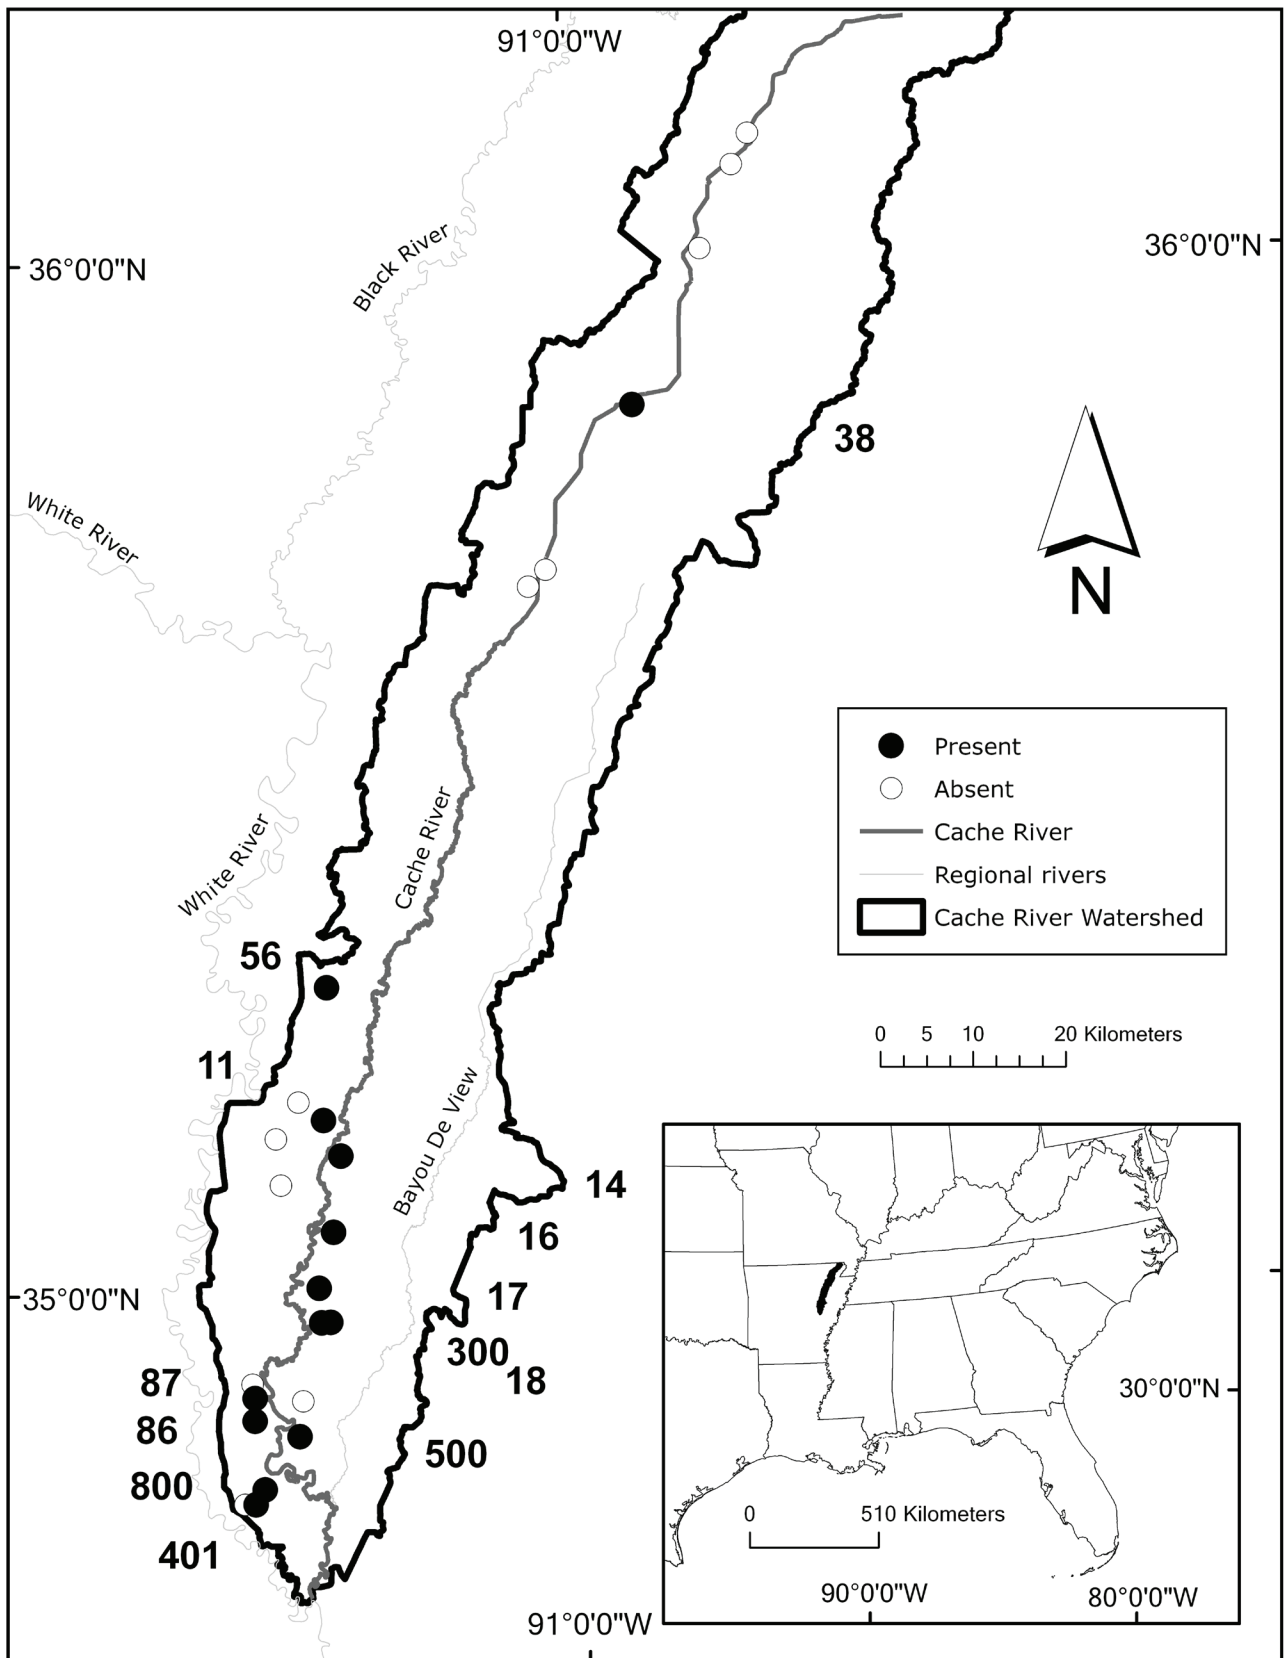 91°0'0"W
36°0'0"N
36°0'0"N
Black River
White River
38
N
Present
Absent
Cache River
Regional rivers
Cache River Watershed
White River
Cache River
56
0 5 10 20 Kilometers
11
Bayou De View
14
16
17
35°0'0"N
300
87
18
30°0'0"N
86
500
800
0 510 Kilometers
401
90°0'0"W
80°0'0"W
91°0'0"W